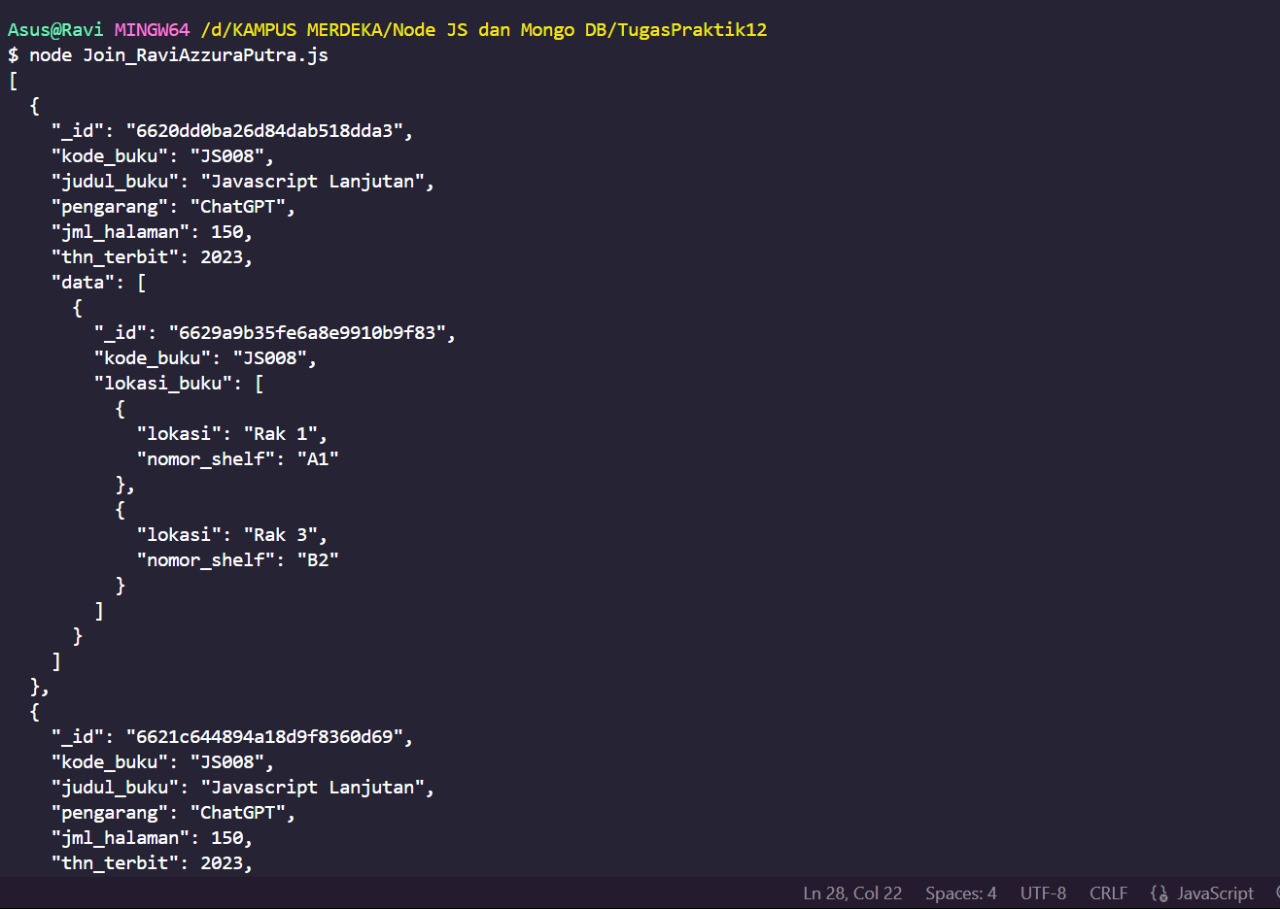 Asus@Ravi MINGW64 /d/KAMPUS MERDEKA/Node JS dan Mongo DB/TugasPraktik12
$ node Join_RaviAzzuraPutra.js
[
  {
    "_id": "6620dd0ba26d84dab518dda3",
    "kode_buku": "JS008",
    "judul_buku": "Javascript Lanjutan",
    "pengarang": "ChatGPT",
    "jml_halaman": 150,
    "thn_terbit": 2023,
    "data": [
      {
        "_id": "6629a9b35fe6a8e9910b9f83",
        "kode_buku": "JS008",
        "lokasi_buku": [
          {
            "lokasi": "Rak 1",
            "nomor_shelf": "A1"
          },
          {
            "lokasi": "Rak 3",
            "nomor_shelf": "B2"
          }
        ]
      }
    ]
  },
  {
    "_id": "6621c644894a18d9f8360d69",
    "kode_buku": "JS008",
    "judul_buku": "Javascript Lanjutan",
    "pengarang": "ChatGPT",
    "jml_halaman": 150,
    "thn_terbit": 2023,
Ln 28, Col 22 Spaces: 4 UTF-8 CRLF {} JavaScript